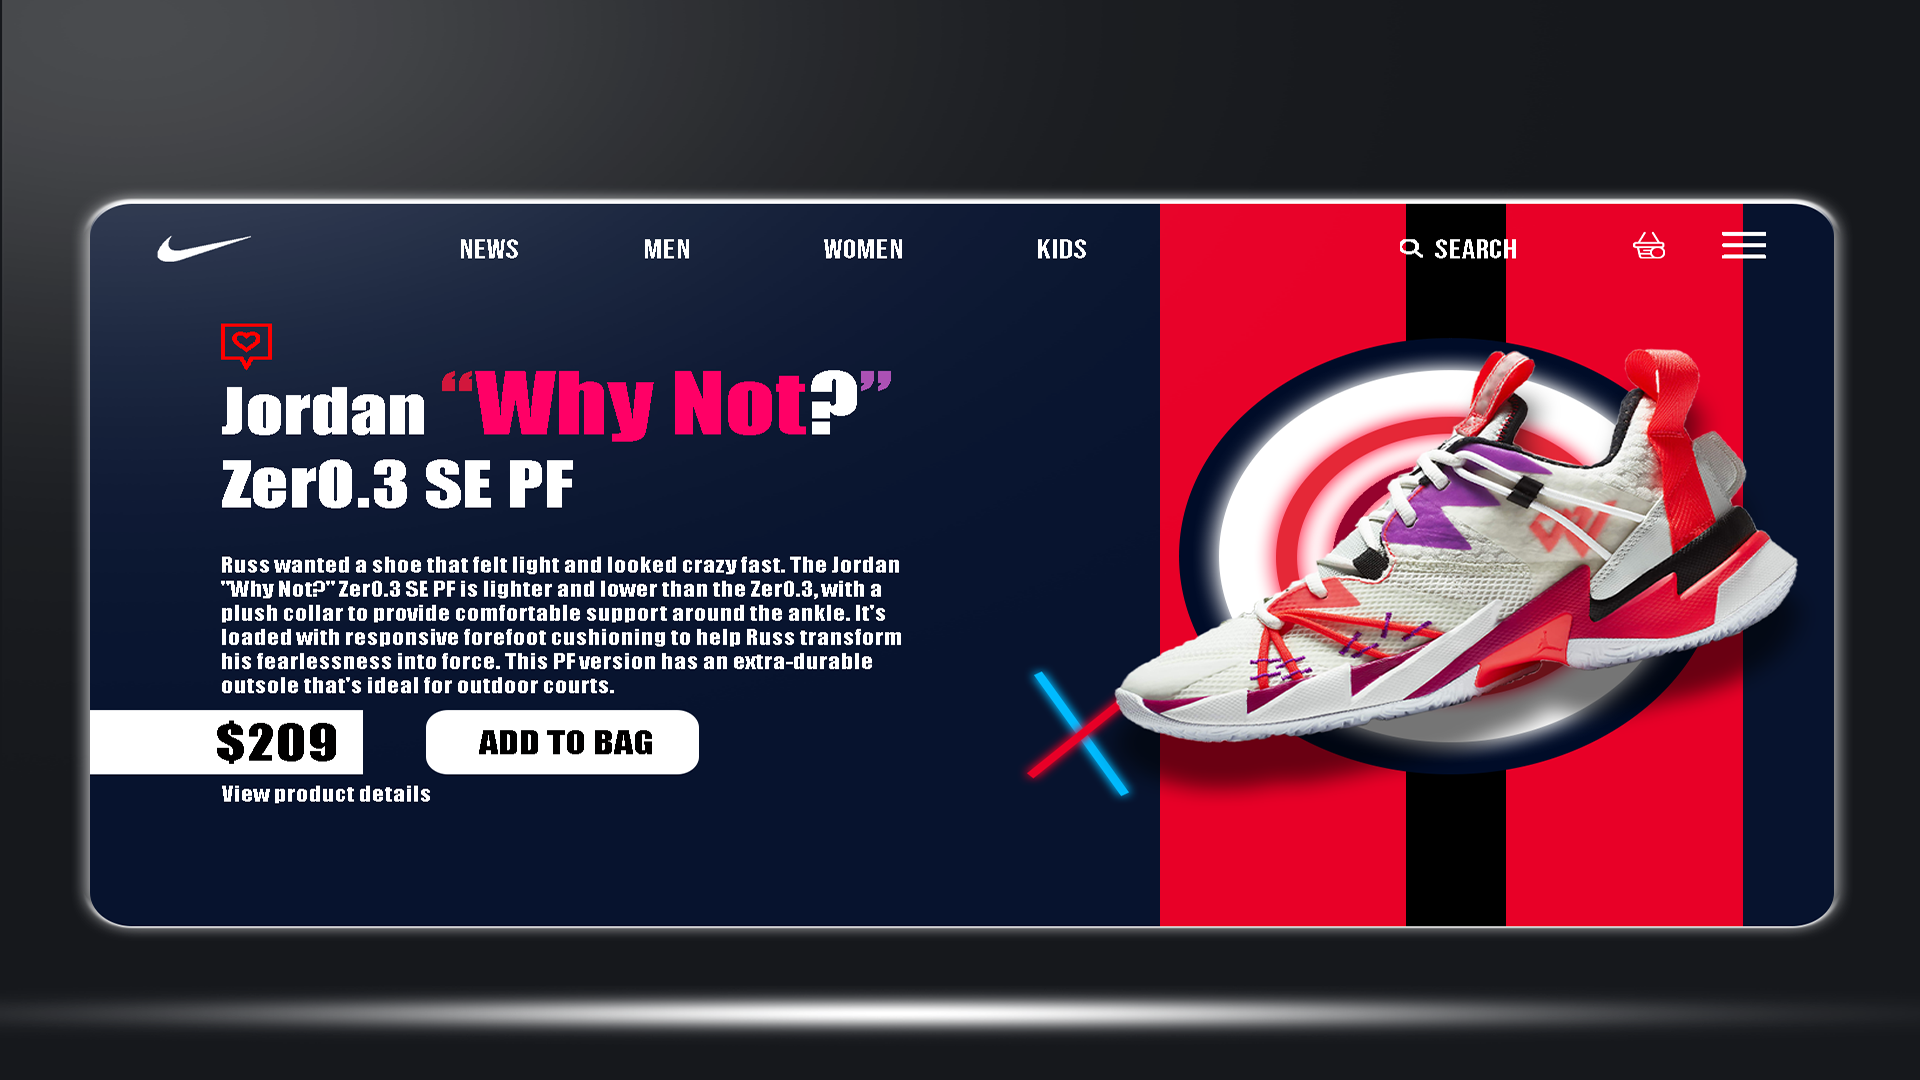 NEWS MEN WOMEN KIDS SEARCH
Jordan “Why Not?”
Zer0.3 SE PF
Russ wanted a shoe that felt light and looked crazy fast. The Jordan
"Why Not?" Zer0.3 SE PF is lighter and lower than the Zer0.3, with a
plush collar to provide comfortable support around the ankle. It's
loaded with responsive forefoot cushioning to help Russ transform
his fearlessness into force. This PF version has an extra-durable
outsole that's ideal for outdoor courts.
$209 ADD TO BAG
View product details